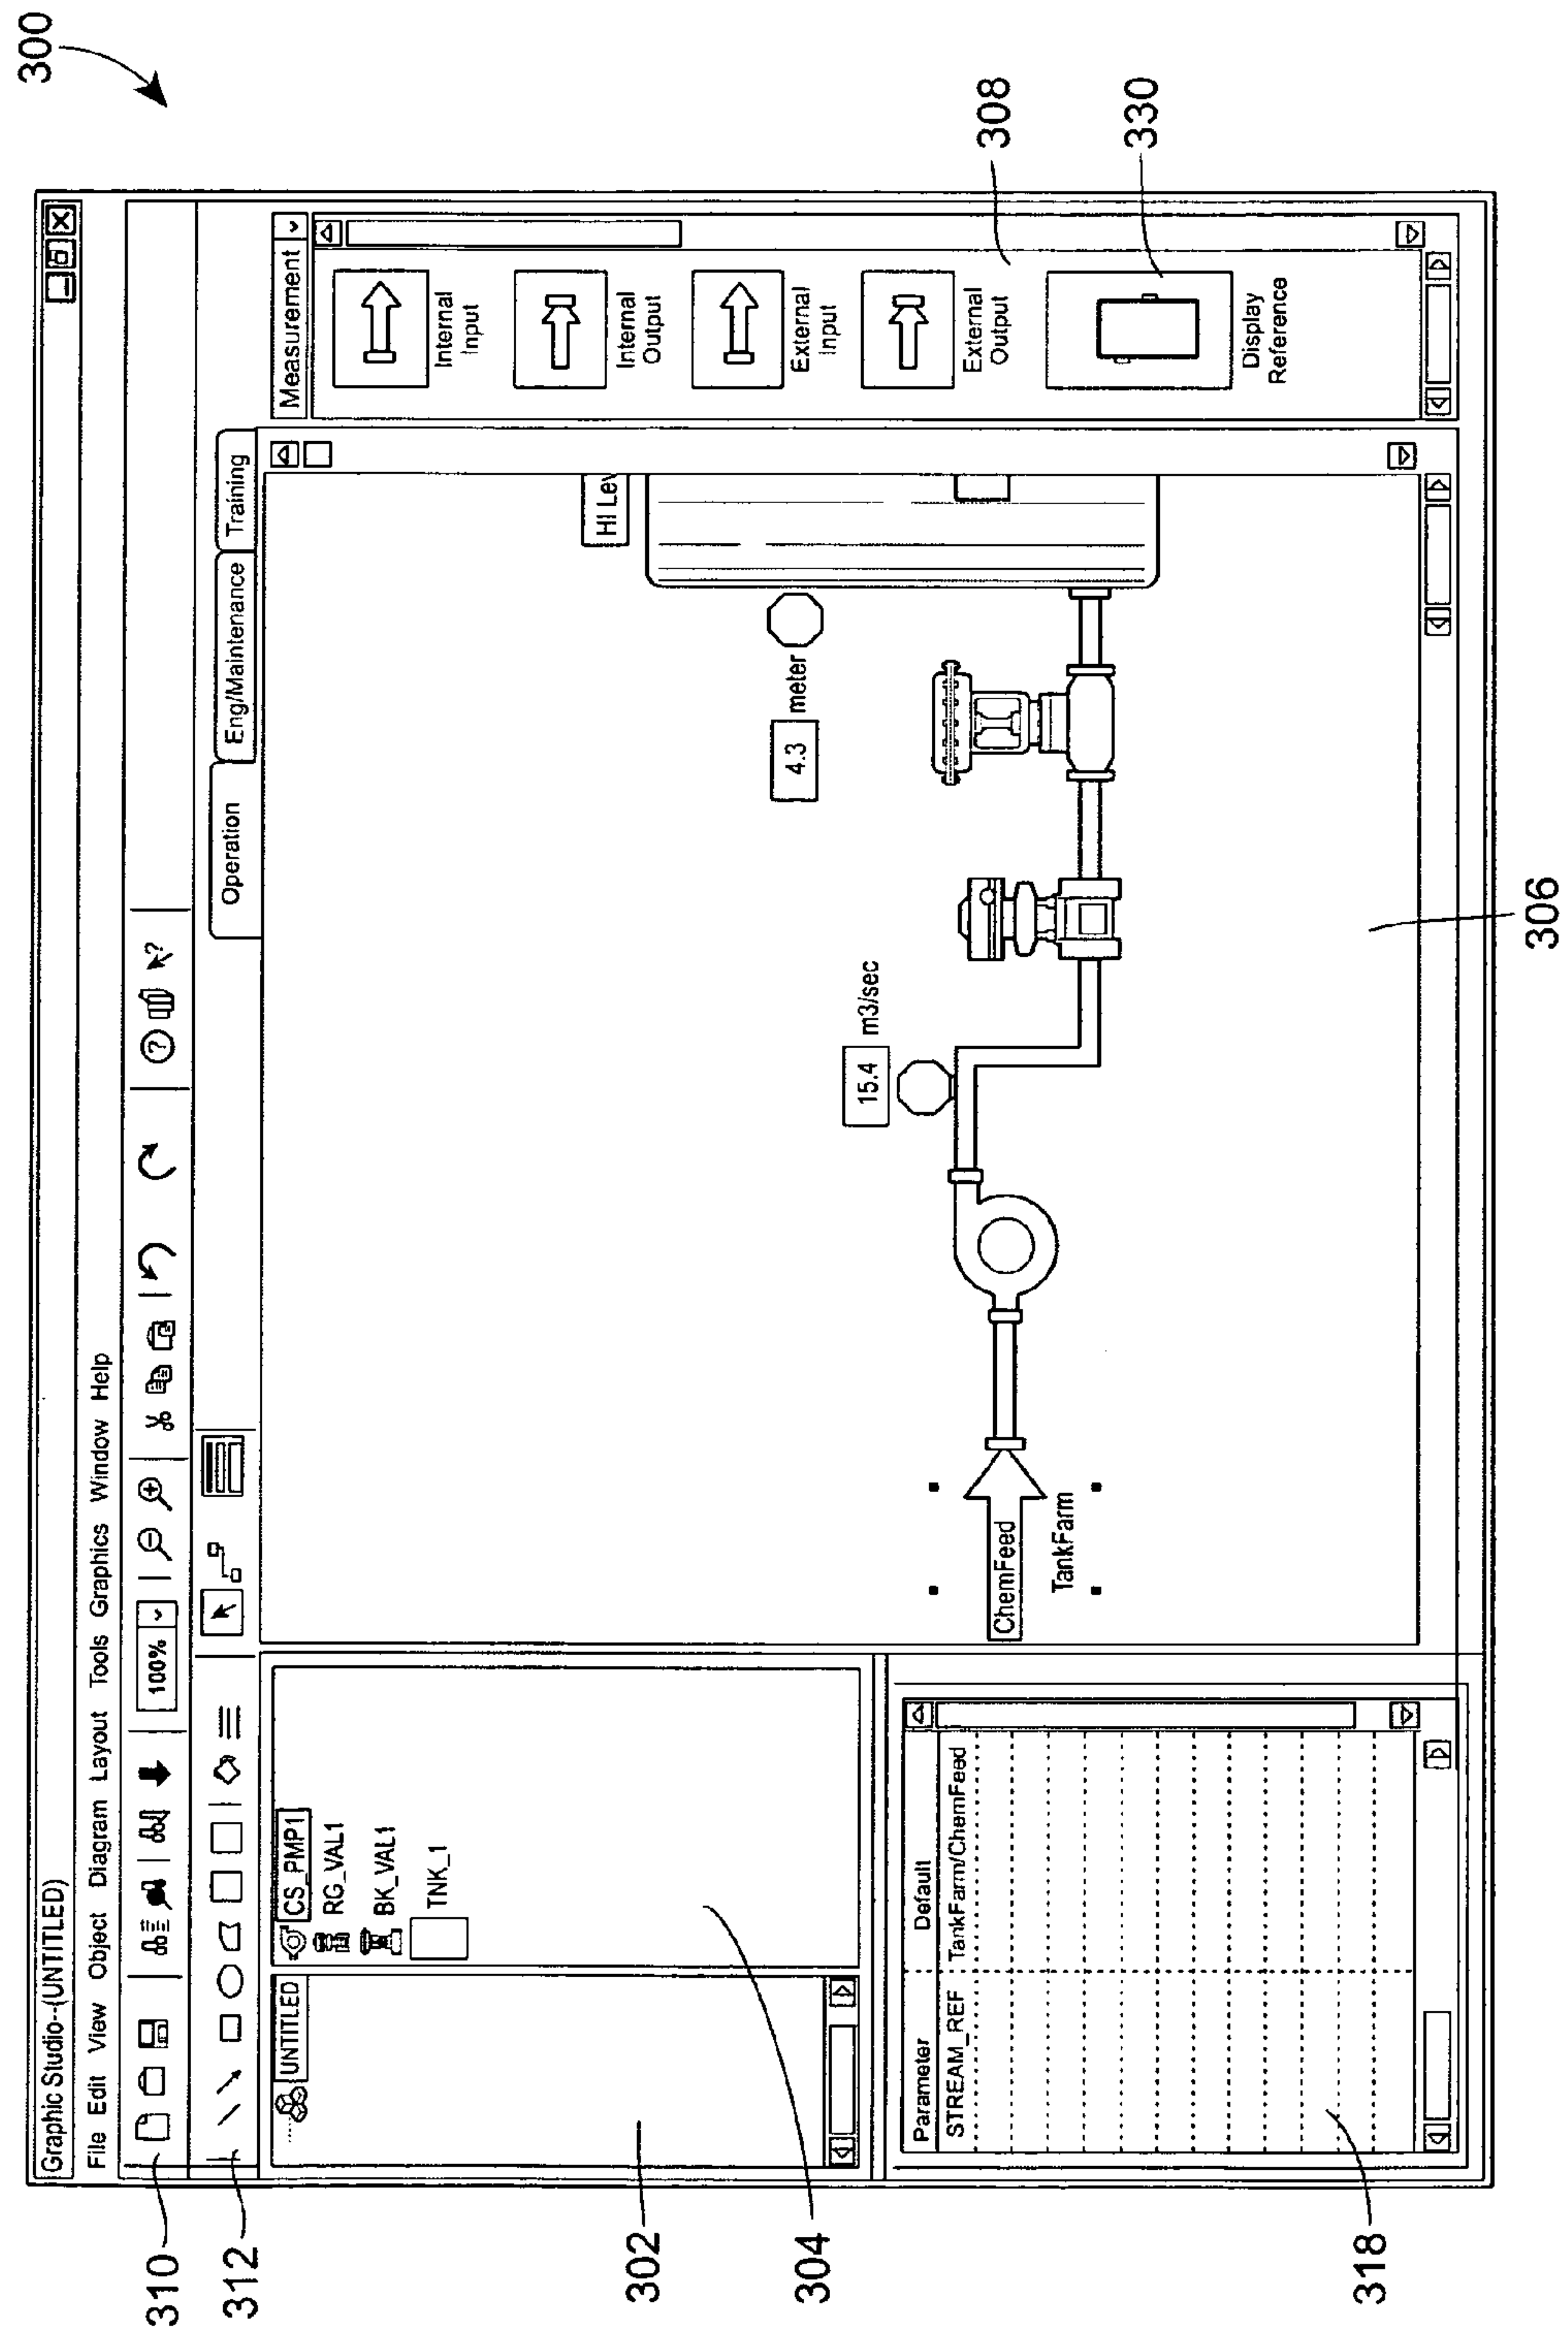 300
Graphic Studio--(UNTITLED)
File Edit View Object Diagram Layout Tools Graphics Window Help
310
100%
?
?
312
Operation
Eng/Maintenance
Training
UNTITLED
302
CS_PMP1
RG_VAL1
BK_VAL1
TNK_1
304
Parameter Default
STREAM_REF TankFarm/ChemFeed
318
HI Lev
4.3 meter
15.4 m3/sec
ChemFeed
TankFarm
306
Measurement
Internal
Input
Internal
Output
External
Input
External
Output
Display
Reference
308
330